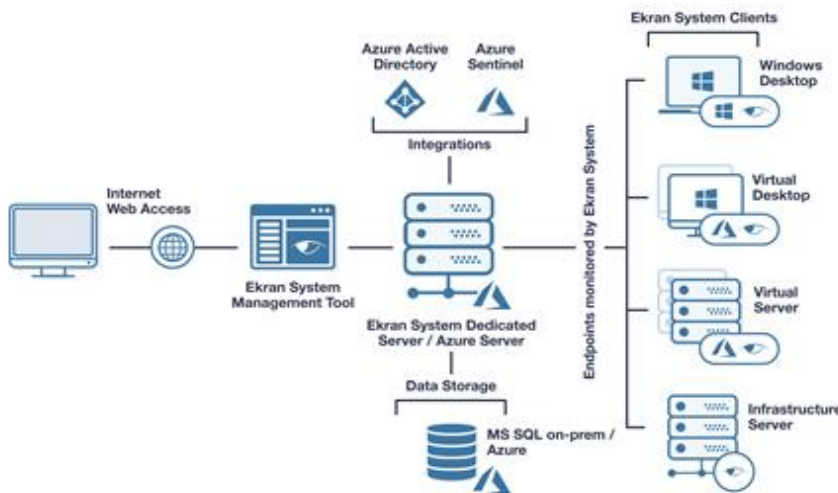 Ekran System Clients
Azure Active
Directory
Azure
Sentinel
Integrations
Windows
Desktop
Internet
Web Access
Ekran System
Management Tool
Ekran System Dedicated
Server / Azure Server
Endpoints monitored by Ekran System
Virtual
Desktop
Virtual
Server
Data Storage
MS SQL on-prem /
Azure
Infrastructure
Server